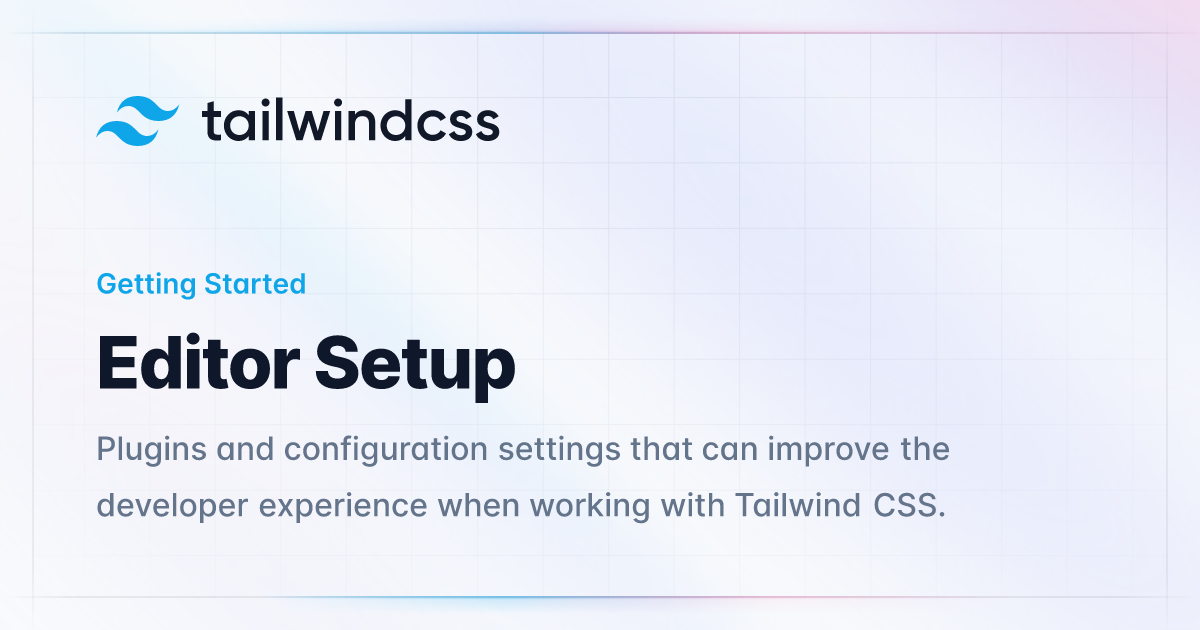 tailwindcss
Getting Started
Editor Setup
Plugins and configuration settings that can improve the
developer experience when working with Tailwind CSS.